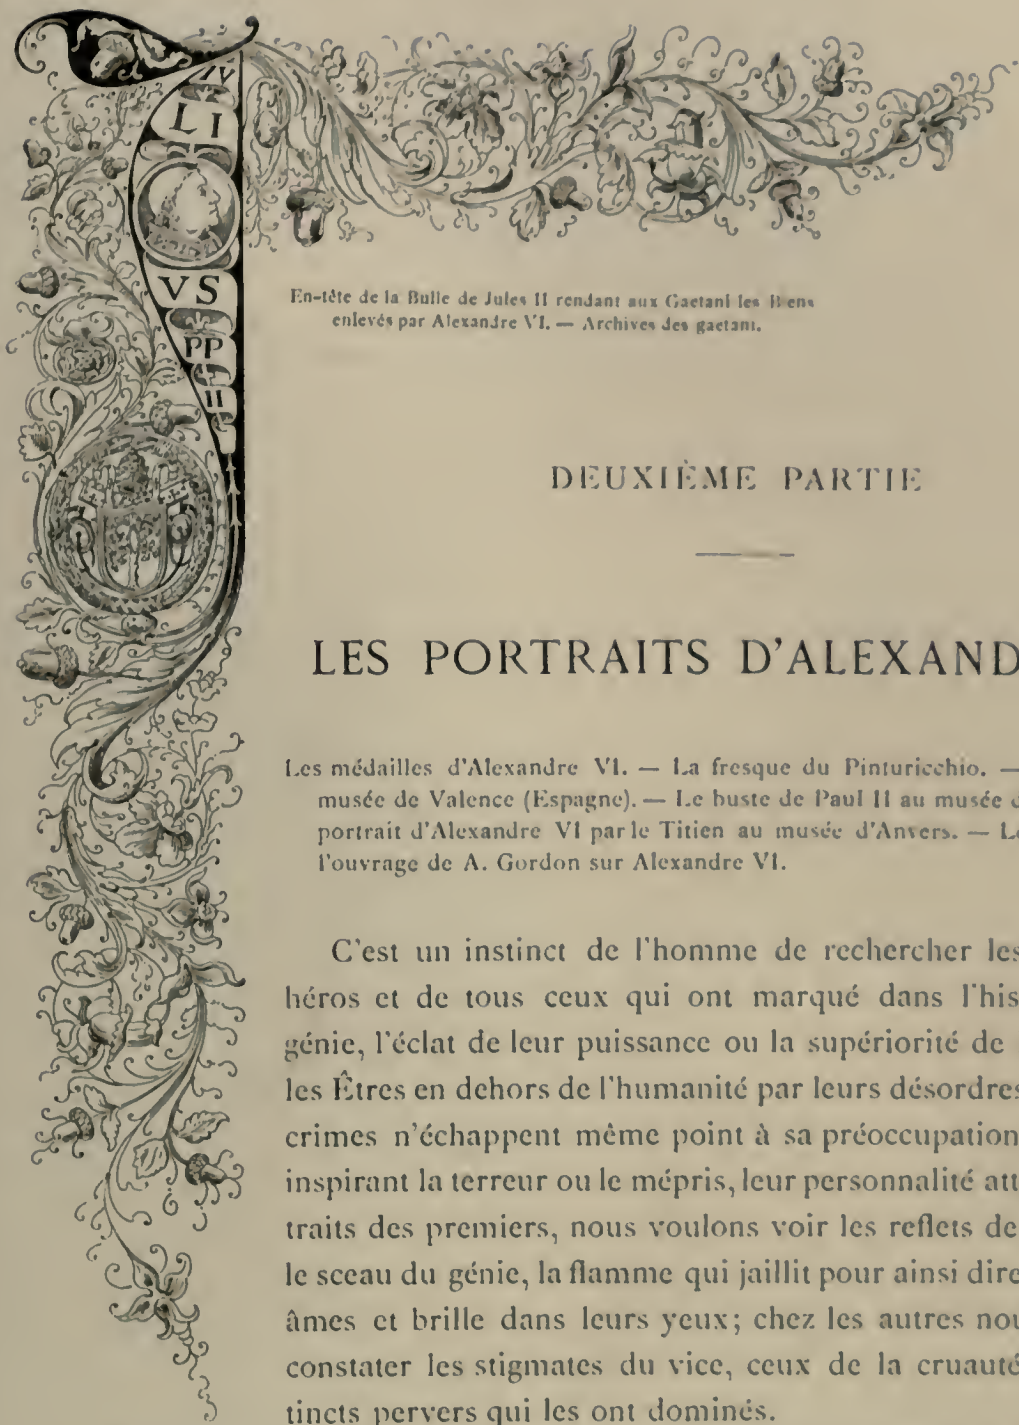 IV
LI
VS
PP
II
En-tête de la Bulle de Jules II rendant aux Gaetani les Biens
enlevés par Alexandre VI. — Archives des gaetani.
DEUXIÈME PARTIE
LES PORTRAITS D'ALEXAND
Les médailles d'Alexandre VI. — La fresque du Pinturicchio. —
musée de Valence (Espagne). — Le buste de Paul II au musée d
portrait d'Alexandre VI par le Titien au musée d'Anvers. — Le
l'ouvrage de A. Gordon sur Alexandre VI.
C'est un instinct de l'homme de rechercher les
héros et de tous ceux qui ont marqué dans l'his
génie, l'éclat de leur puissance ou la supériorité de
les Êtres en dehors de l'humanité par leurs désordres
crimes n'échappent même point à sa préoccupation
inspirant la terreur ou le mépris, leur personnalité att
traits des premiers, nous voulons voir les reflets de
le sceau du génie, la flamme qui jaillit pour ainsi dire
âmes et brille dans leurs yeux; chez les autres nou
constater les stigmates du vice, ceux de la cruauté
tincts pervers qui les ont dominés.